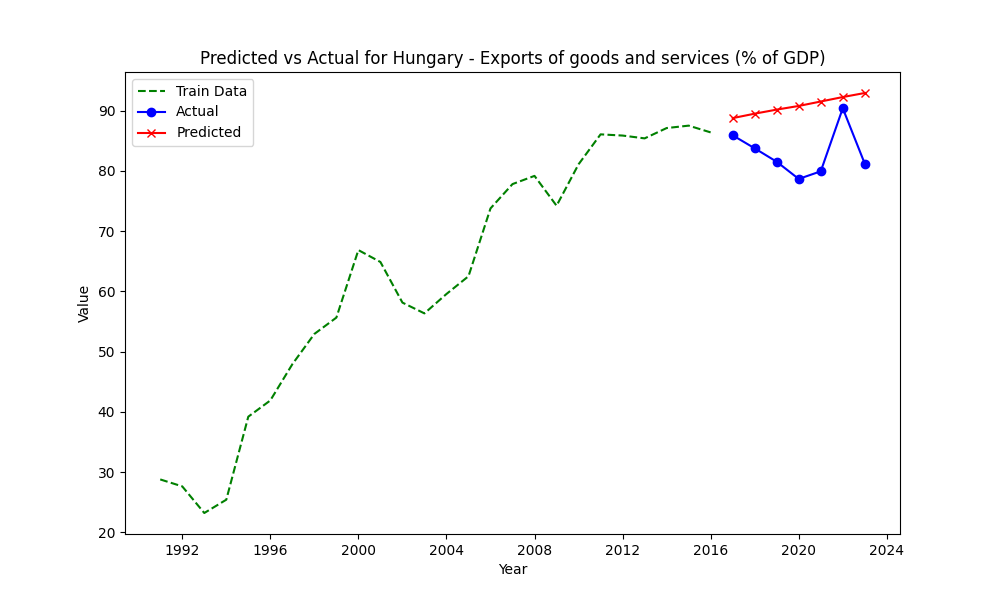 Predicted vs Actual for Hungary - Exports of goods and services (% of GDP)
Train Data
Actual
Predicted
90
80
70
60
50
40
30
20
Value
1992 1996 2000 2004 2008 2012 2016 2020 2024
Year